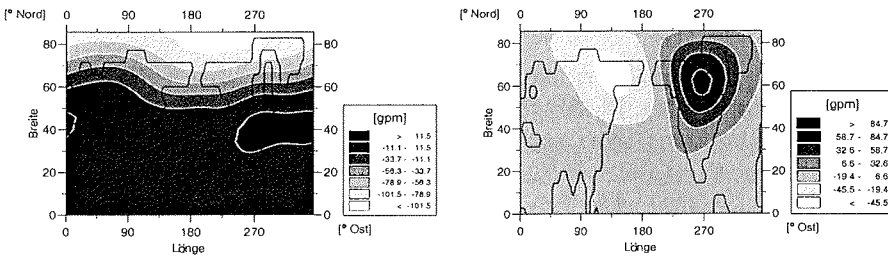 [° Nord] 0 90 180 270 [° Nord]
80 80
60 60
40 40
20 20
0 0
Breite
0 90 180 270 [° Ost]
Länge
[gpm]
> 11.5
-11.1 - 11.5
-33.7 - -11.1
-56.3 - -33.7
-78.9 - -56.3
-101.5 - -78.9
< -101.5
[° Nord] 0 90 180 270 [° Nord]
80 80
60 60
40 40
20 20
0 0
Breite
0 90 180 270 [° Ost]
Länge
[gpm]
> 84.7
58.7 - 84.7
32.6 - 58.7
6.6 - 32.6
-19.4 - 6.6
-45.5 - -19.4
< -45.5